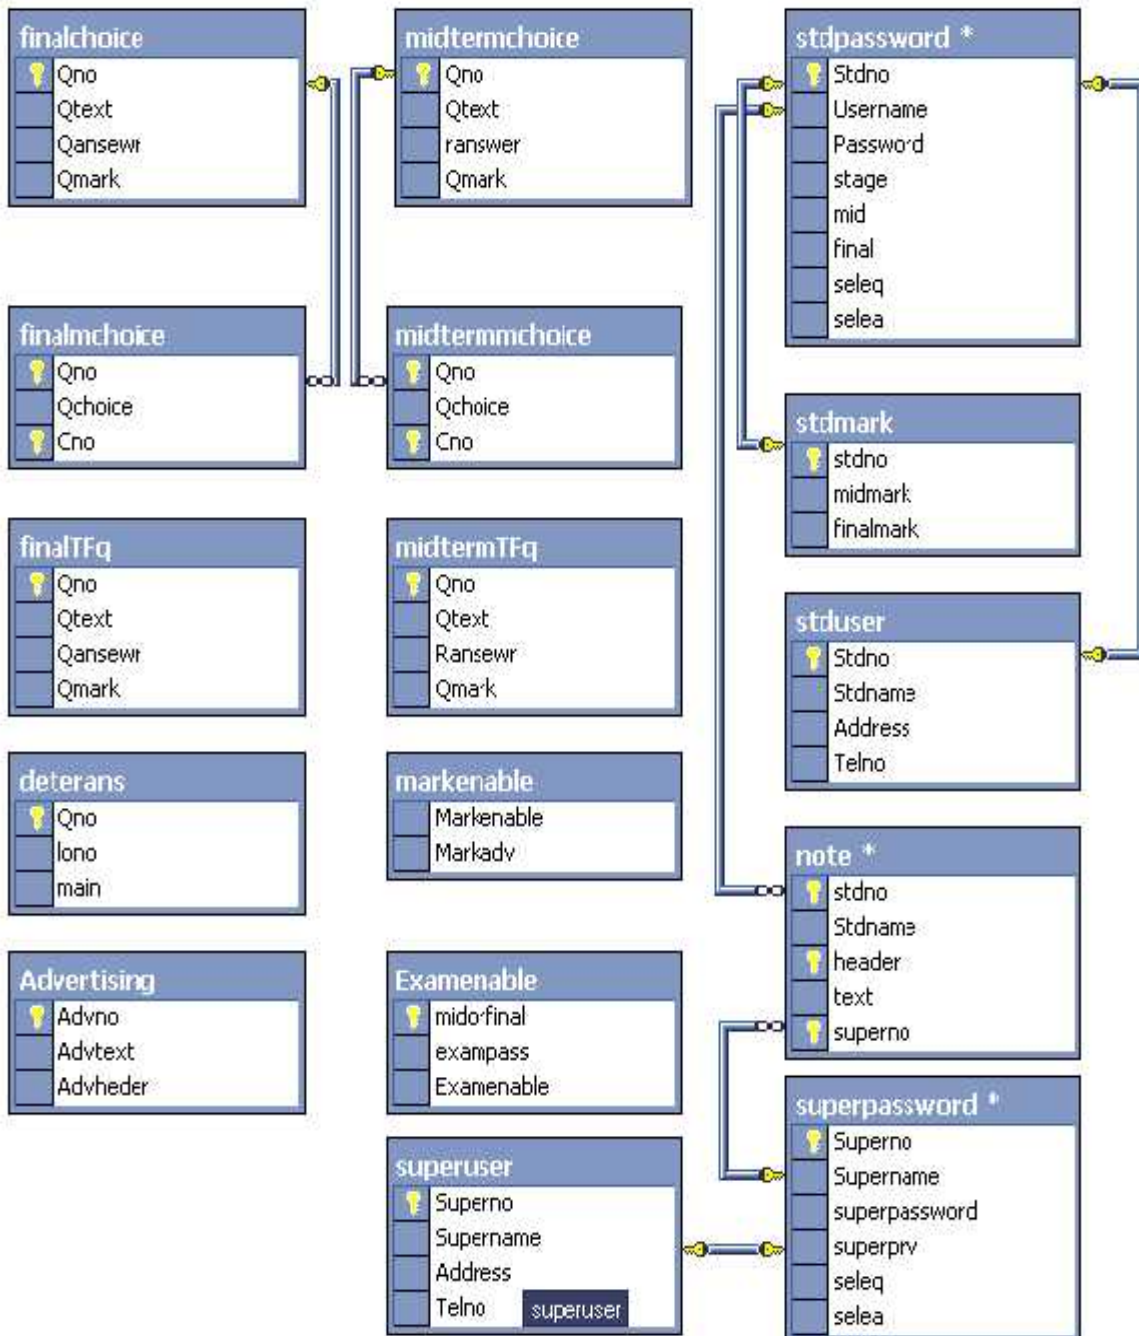 finalchoice
Qno
Qtext
Qansewr
Qmark
midtermchoice
Qno
Qtext
ranswer
Qmark
stdpassword *
Stdno
Username
Password
stage
mid
final
seleq
selea
finalmchoice
Qno
Qchoice
Cno
midtermmchoice
Qno
Qchoice
Cno
stdmark
stdno
midmark
finalmark
finalTFq
Qno
Qtext
Qansewr
Qmark
midtermTFq
Qno
Qtext
Ransewr
Qmark
stduser
Stdno
Stdname
Address
Telno
deterans
Qno
lono
main
markenable
Markenable
Markadv
note *
stdno
Stdname
header
text
superno
Advertising
Advno
Advtext
Advheder
Examenable
midorfinal
exampass
Examenable
superpassword *
Superno
Supername
superpassword
superprv
seleq
selea
superuser
Superno
Supername
Address
Telno
superuser